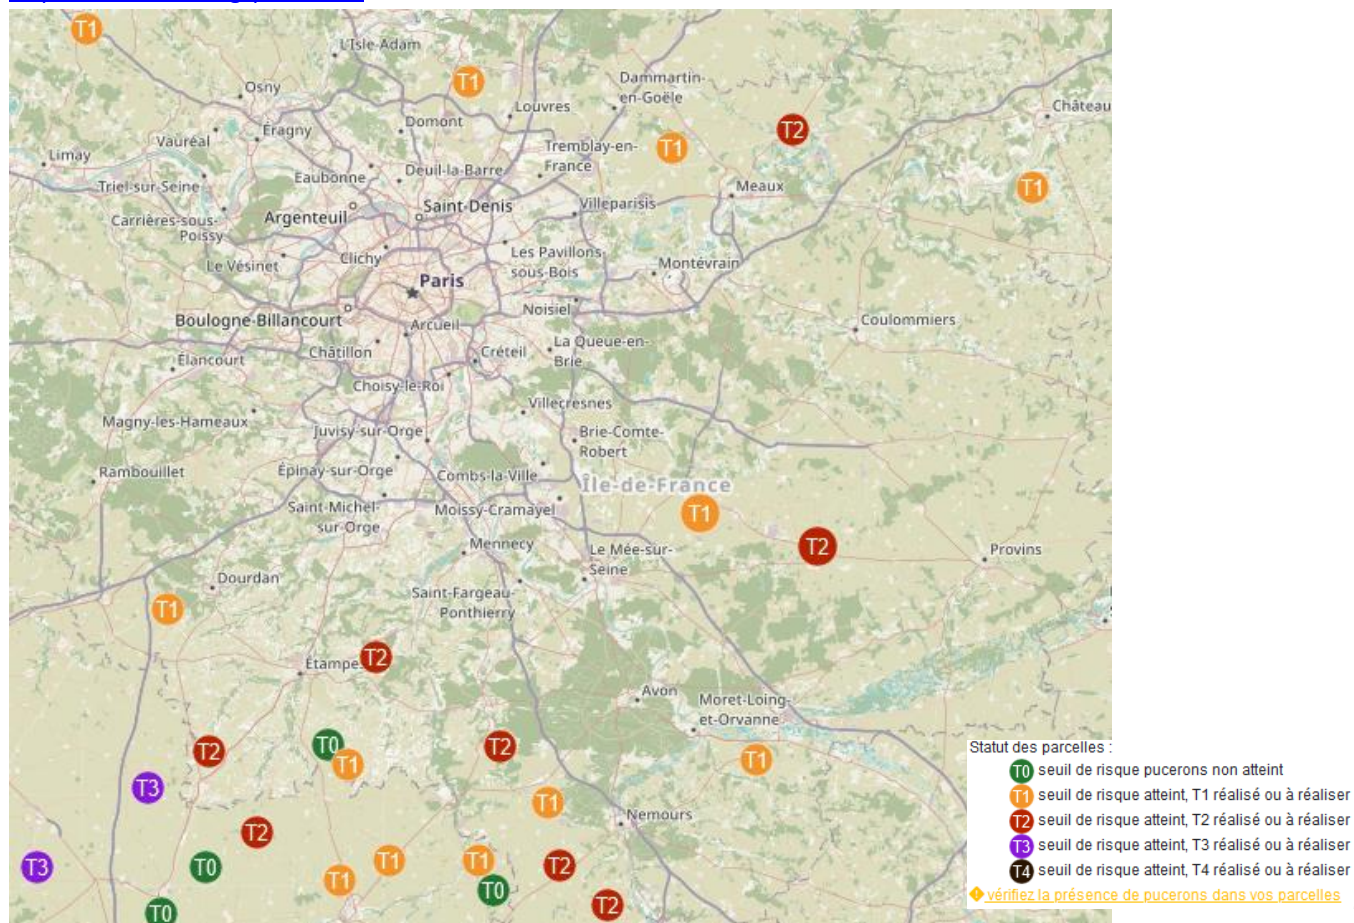 T1
L'Isle-Adam
T1
Dammartin-
en-Goële
Osny
Louvres
Château
Domont
T2
Éragny
Vauréal
Tremblay-en-
France
T1
Limay
Deuil-la-Barre
Eaubonne
Triel-sur-Seine
Meaux
T1
Saint-Denis
Villeparisis
Argenteuil
Carrières-sous-
Poissy
Clichy
Les Pavillons-
sous-Bois
Le Vésinet
Montévrain
Paris
Noisiel
Boulogne-Billancourt
Arcueil
Coulommiers
La Queue-en-
Brie
Châtillon
Créteil
Élancourt
Choisy-le-Roi
Villecresnes
Magny-les-Hameaux
Juvisy-sur-Orge
Brie-Comte-
Robert
Rambouillet
Épinay-sur-Orge
Combs-la-Ville
Île-de-France
Saint-Michel-
sur-Orge
Moissy-Cramayel
T1
Mennecy
Le Mée-sur-
Seine
T2
Provins
Dourdan
Saint-Fargeau-
Ponthierry
T1
Étampes
T2
Avon
Moret-Loing-
et-Orvanne
T2
T0
T1
T2
T1
T3
T1
Nemours
T2
T3
T0
T1
T1
T1
T0
T2
T2
T0
Statut des parcelles :
T0 seuil de risque pucerons non atteint
T1 seuil de risque atteint, T1 réalisé ou à réaliser
T2 seuil de risque atteint, T2 réalisé ou à réaliser
T3 seuil de risque atteint, T3 réalisé ou à réaliser
T4 seuil de risque atteint, T4 réalisé ou à réaliser
vérifiez la présence de pucerons dans vos parcelles